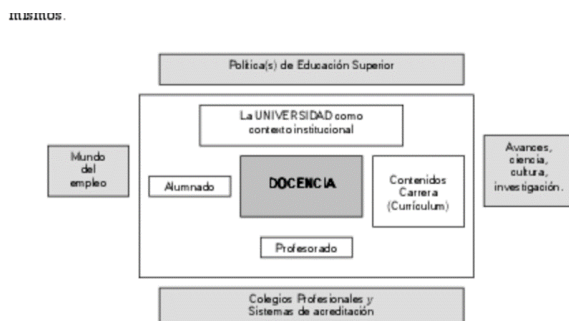 mismos.
Política(s) de Educación Superior
La UNIVERSIDAD como
contexto institucional
Mundo
del
empleo
Alumnado
DOCENCIA
Contenidos
Carrera
(Curriculum)
Avances,
ciencia,
cultura,
investigación.
Profesorado
Colegios Profesionales y
Sistemas de acreditación